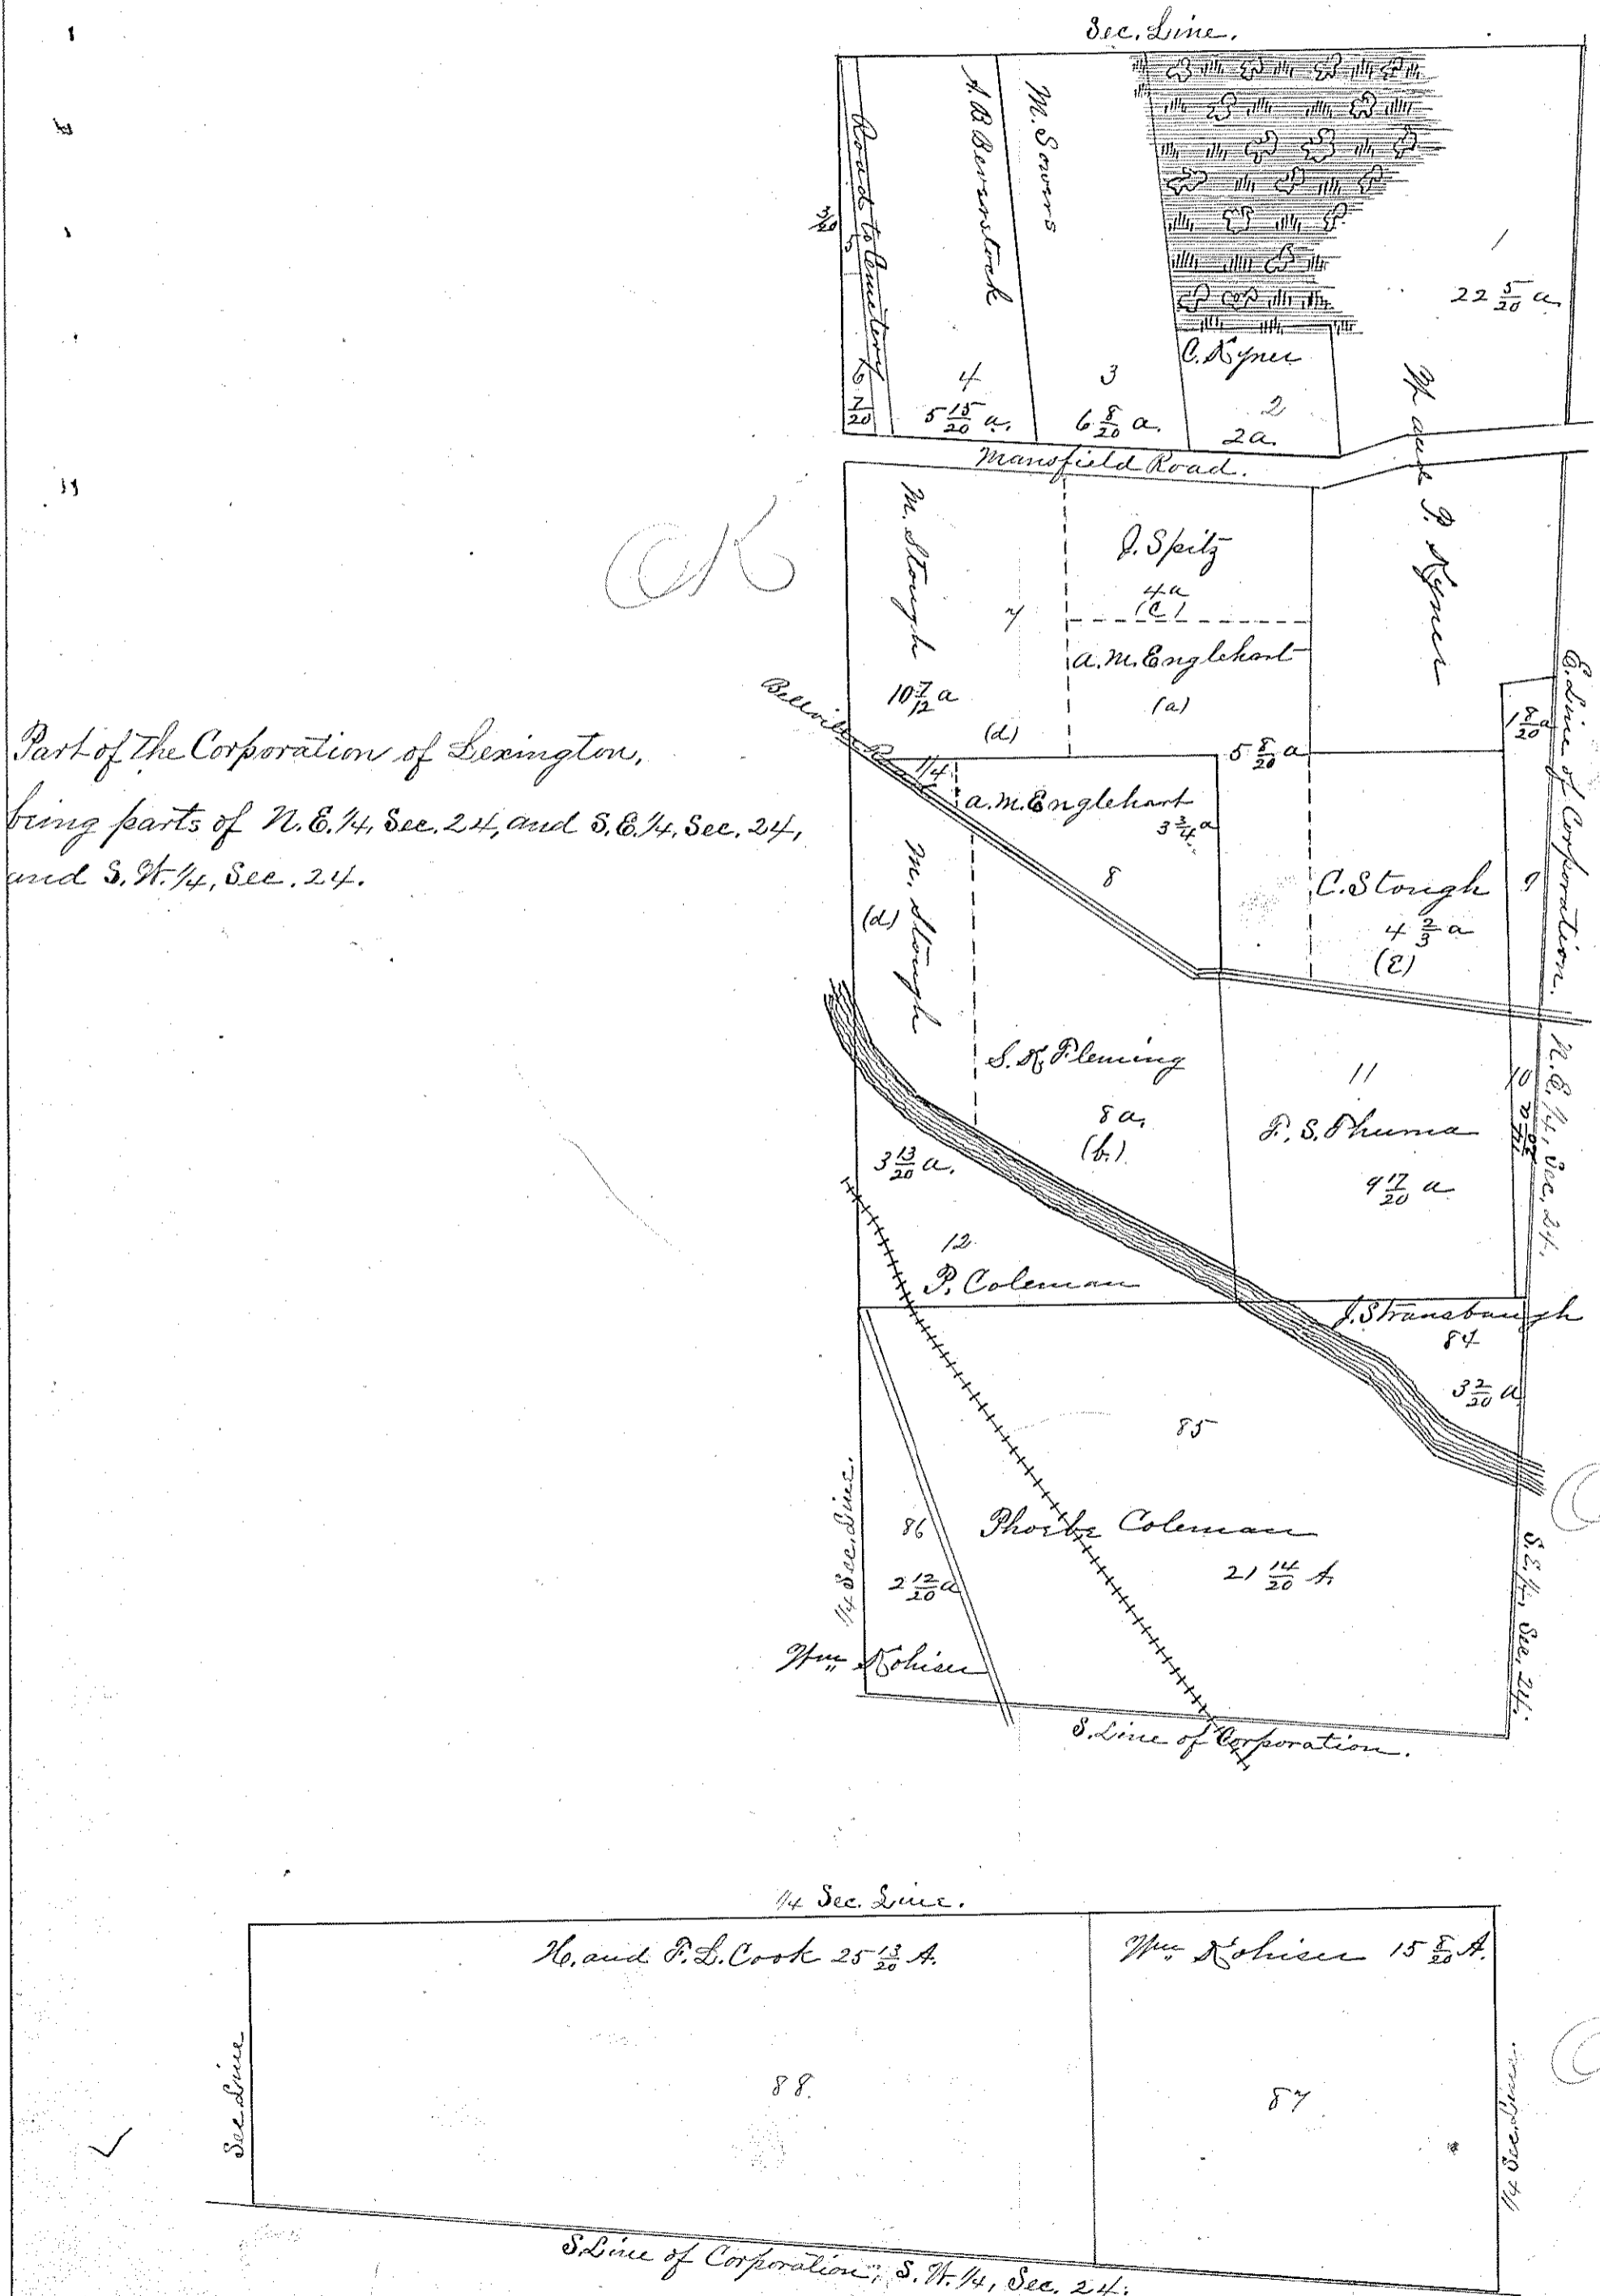 Sec. Line.
Road to Cemetery
A. B. Beverstock
M. Sowers
3/20
5
1
22 5/20 a.
C. Kyner
6
7/20
4
5 15/20 a.
3
6 8/20 a.
2
2a.
Mansfield Road.
P. Kyner
M. Stough
7
10 7/12 a
(d)
J. Spitz
4a
(c)
a. m. Englehart
(a)
OK
Bellville Road
1/4
1 8/20 a
5 8/20 a
E. Line of Corporation. N. E. 1/4, Sec. 24.
Part of the Corporation of Lexington,
being parts of N. E. 1/4, Sec. 24, and S. E. 1/4, Sec. 24,
and S. W. 1/4, Sec. 24.
a. m. Englehart
3 3/4 a
8
M. Stough
(d)
C. Stough
4 2/3 a
(E)
9
S. K. Fleming
8 a.
(b.)
11
F. S. Thuma
9 17/20 a
10
3 13/20 a.
12
P. Coleman
J. Stransbaugh
84
3 2/20 a
85
Phoebe Coleman
21 14/20 A.
86
2 12/20 a
1/4 Sec. Line.
Wm Kohiser
S. E. 1/4, Sec. 24.
S. Line of Corporation.
1/4 Sec. Line.
H. and F. L. Cook 25 13/20 A.
Wm Kohiser 15 8/20 A.
Sec. Line
88.
87
1/4 Sec. Line.
S. Line of Corporation, S. W. 1/4, Sec. 24.